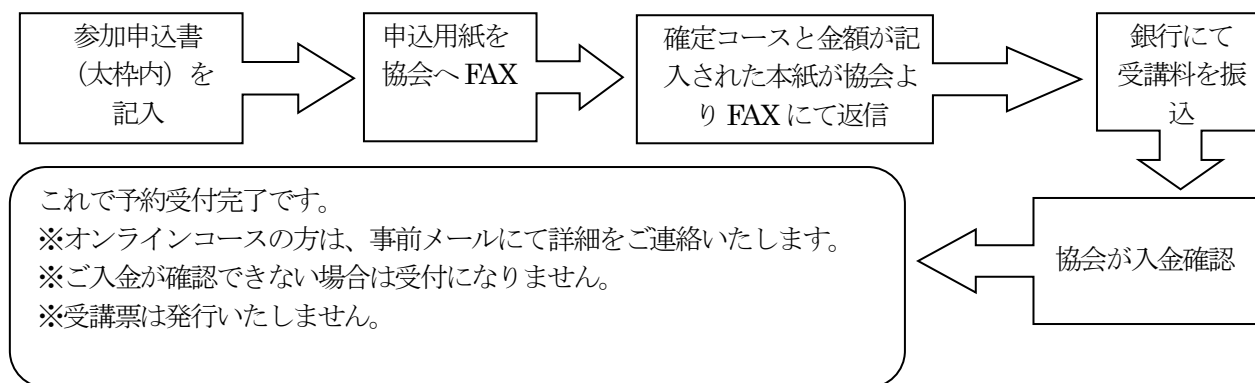 参加申込書
（太枠内）を
記入
申込用紙を
協会へ FAX
確定コースと金額が記
入された本紙が協会よ
り FAX にて返信
銀行にて
受講料を振
込
協会が入金確認
これで予約受付完了です。
※オンラインコースの方は、事前メールにて詳細をご連絡いたします。
※ご入金が確認できない場合は受付になりません。
※受講票は発行いたしません。